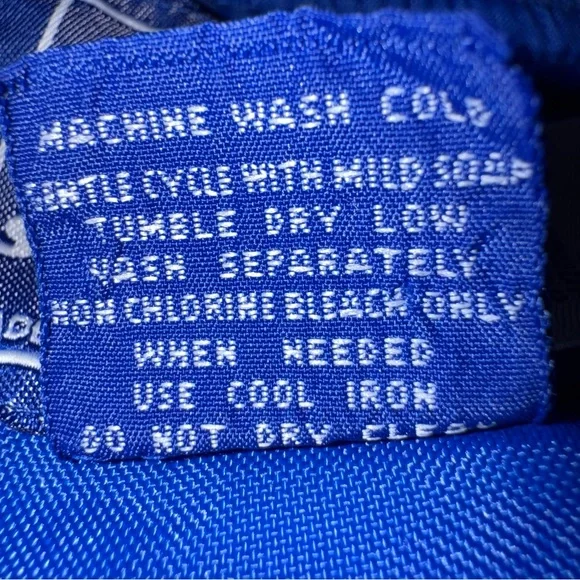 MACHINE WASH COLD
GENTLE CYCLE WITH MILD SOAP
TUMBLE DRY LOW
WASH SEPARATELY
NON CHLORINE BLEACH ONLY
WHEN NEEDED
USE COOL IRON
DO NOT DRY CLEAN